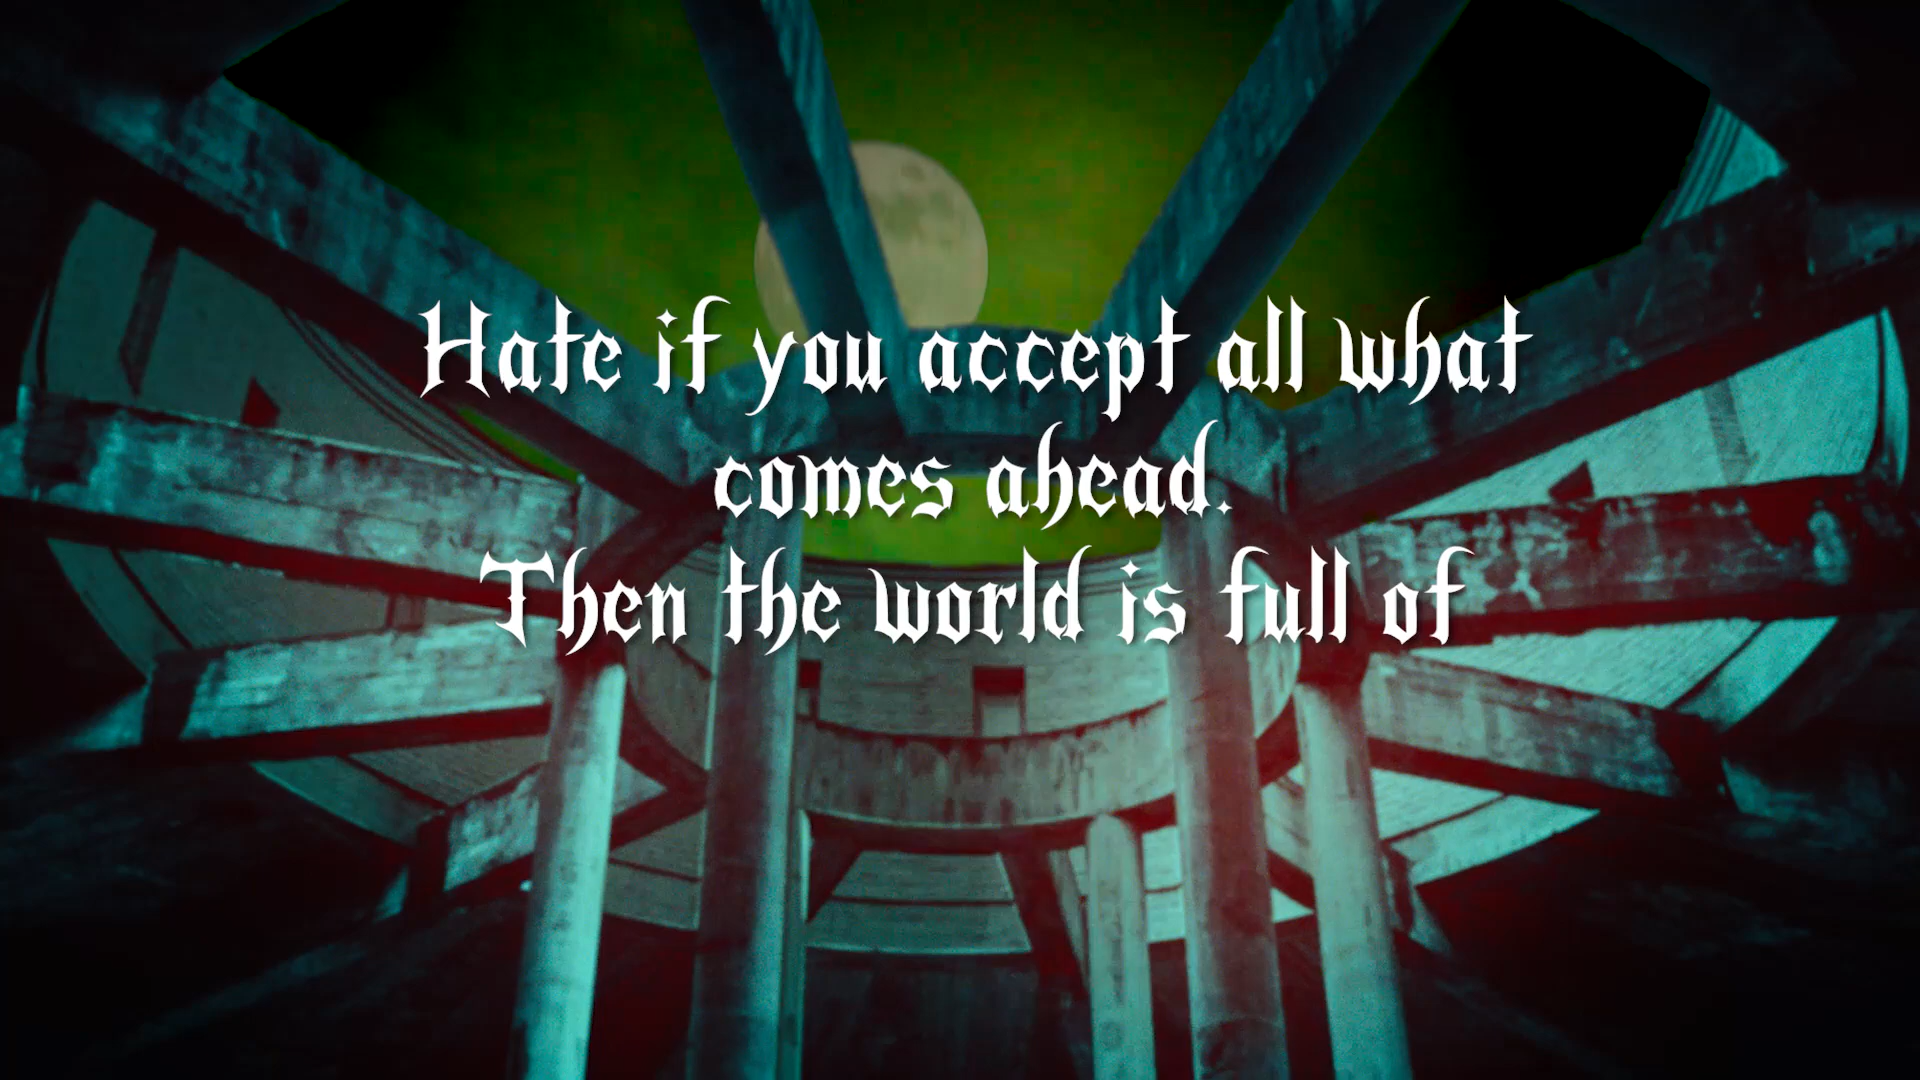 Hate if you accept all what
comes ahead.
Then the world is full of